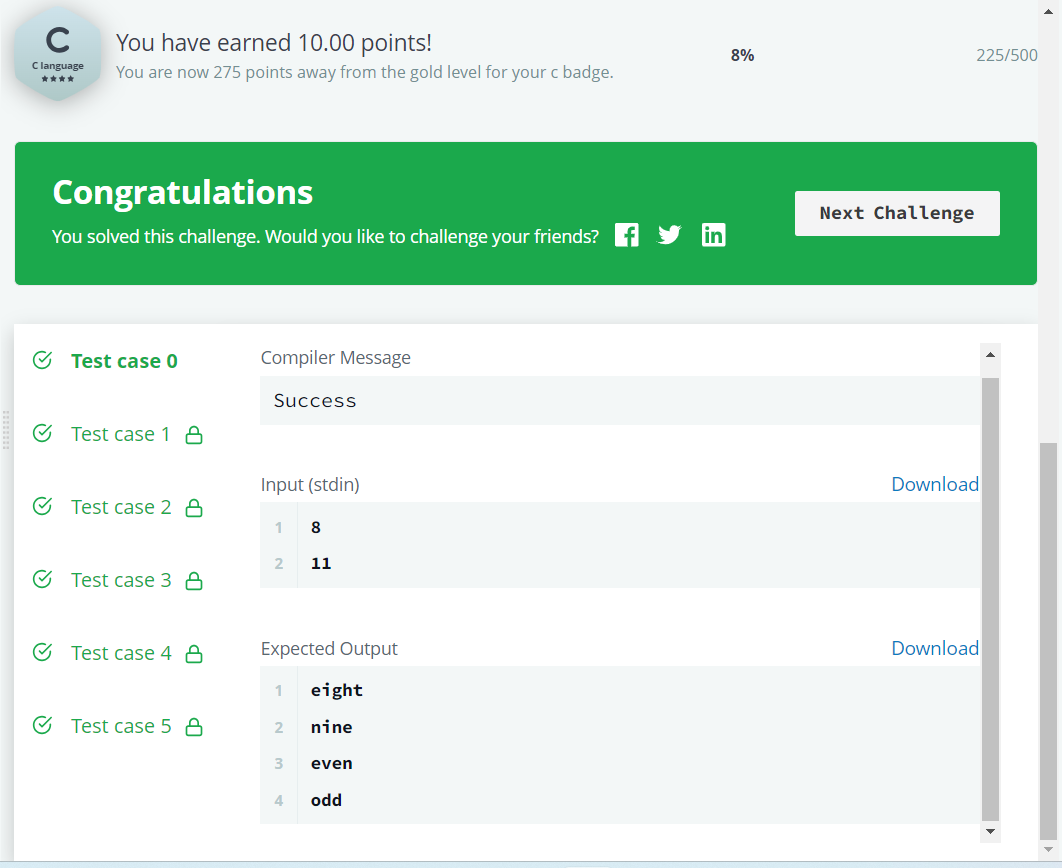 C
C language
You have earned 10.00 points!
You are now 275 points away from the gold level for your c badge.
8%
225/500
Congratulations
You solved this challenge. Would you like to challenge your friends?
Next Challenge
Test case 0
Test case 1
Test case 2
Test case 3
Test case 4
Test case 5
Compiler Message
Success
Input (stdin)
Download
1 8
2 11
Expected Output
Download
1 eight
2 nine
3 even
4 odd